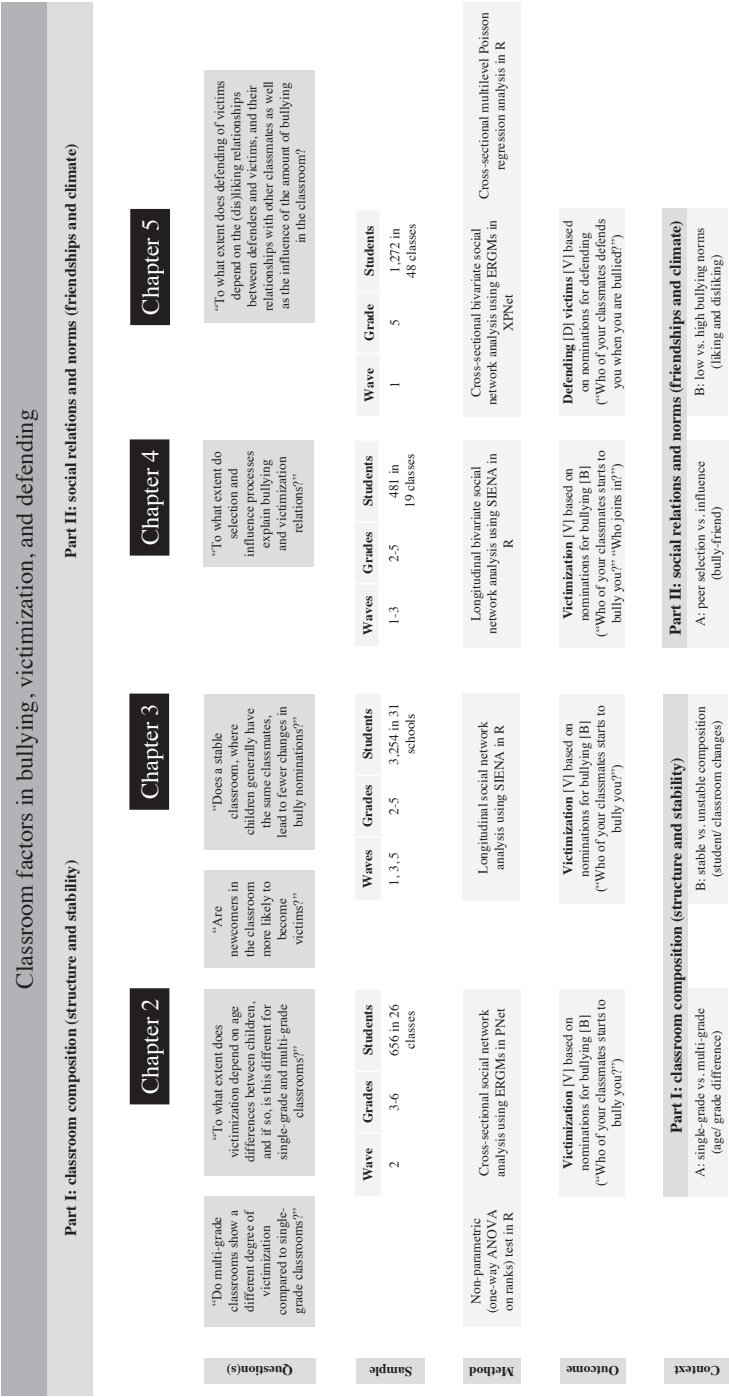 Classroom factors in bullying, victimization, and defending
Part I: classroom composition (structure and stability)
Part II: social relations and norms (friendships and climate)
Chapter 2
Chapter 3
Chapter 4
Chapter 5
Question(s)
“Do multi-grade
classrooms show a
different degree of
victimization
compared to single-
grade classrooms?”
“To what extent does
victimization depend on age
differences between children,
and if so, is this different for
single-grade and multi-grade
classrooms?”
“Are
newcomers in
the classroom
more likely to
become
victims?”
“Does a stable
classroom, where
children generally have
the same classmates,
lead to fewer changes in
bully nominations?”
“To what extent do
selection and
influence processes
explain bullying
and victimization
relations?”
“To what extent does defending of victims
depend on the (dis)liking relationships
between defenders and victims, and their
relationships with other classmates as well
as the influence of the amount of bullying
in the classroom?
Sample
Wave Grades Students
2 3-6 656 in 26
classes
Waves Grades Students
1, 3, 5 2-5 3,254 in 31
schools
Waves Grades Students
1-3 2-5 481 in
19 classes
Wave Grade Students
1 5 1,272 in
48 classes
Method
Non-parametric
(one-way ANOVA
on ranks) test in R
Cross-sectional social network
analysis using ERGMs in PNet
Longitudinal social network
analysis using SIENA in R
Longitudinal bivariate social
network analysis using SIENA in
R
Cross-sectional bivariate social
network analysis using ERGMs in
XPNet
Cross-sectional multilevel Poisson
regression analysis in R
Outcome
Victimization [V] based on
nominations for bullying [B]
(“Who of your classmates starts to
bully you?”)
Victimization [V] based on
nominations for bullying [B]
(“Who of your classmates starts to
bully you?”)
Victimization [V] based on
nominations for bullying [B]
(“Who of your classmates starts to
bully you?” “Who joins in?”)
Defending [D] victims [V] based
on nominations for defending
(“Who of your classmates defends
you when you are bullied?”)
Context
Part I: classroom composition (structure and stability)
A: single-grade vs. multi-grade
(age/ grade difference)
B: stable vs. unstable composition
(student/ classroom changes)
Part II: social relations and norms (friendships and climate)
A: peer selection vs. influence
(bully-friend)
B: low vs. high bullying norms
(liking and disliking)